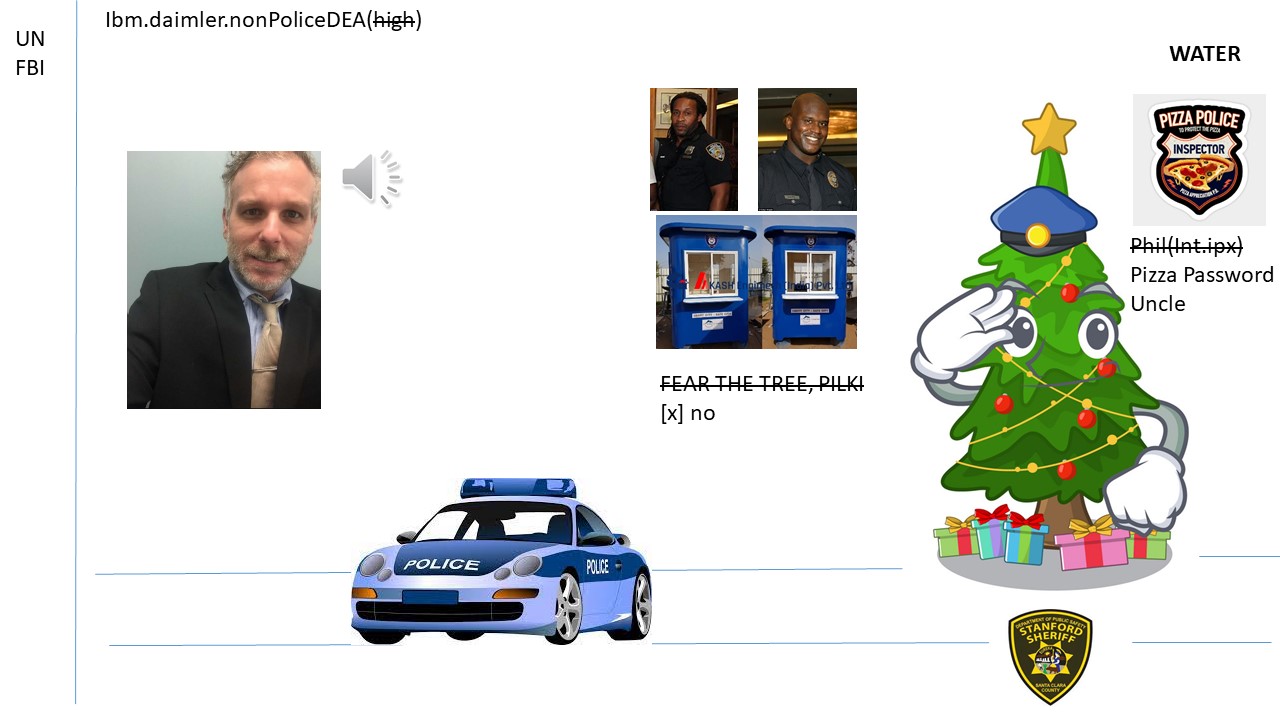 Ibm.daimler.nonPoliceDEA(high)
UN
FBI
WATER
PIZZA POLICE
TO PROTECT THE PIZZA
INSPECTOR
PIZZA APPRECIATION P.D.
Phil(Int.ipx)
Pizza Password
Uncle
FEAR THE TREE, PILKI
[x] no
POLICE
POLICE
DEPARTMENT OF PUBLIC SAFETY
STANFORD
SHERIFF
SANTA CLARA
COUNTY